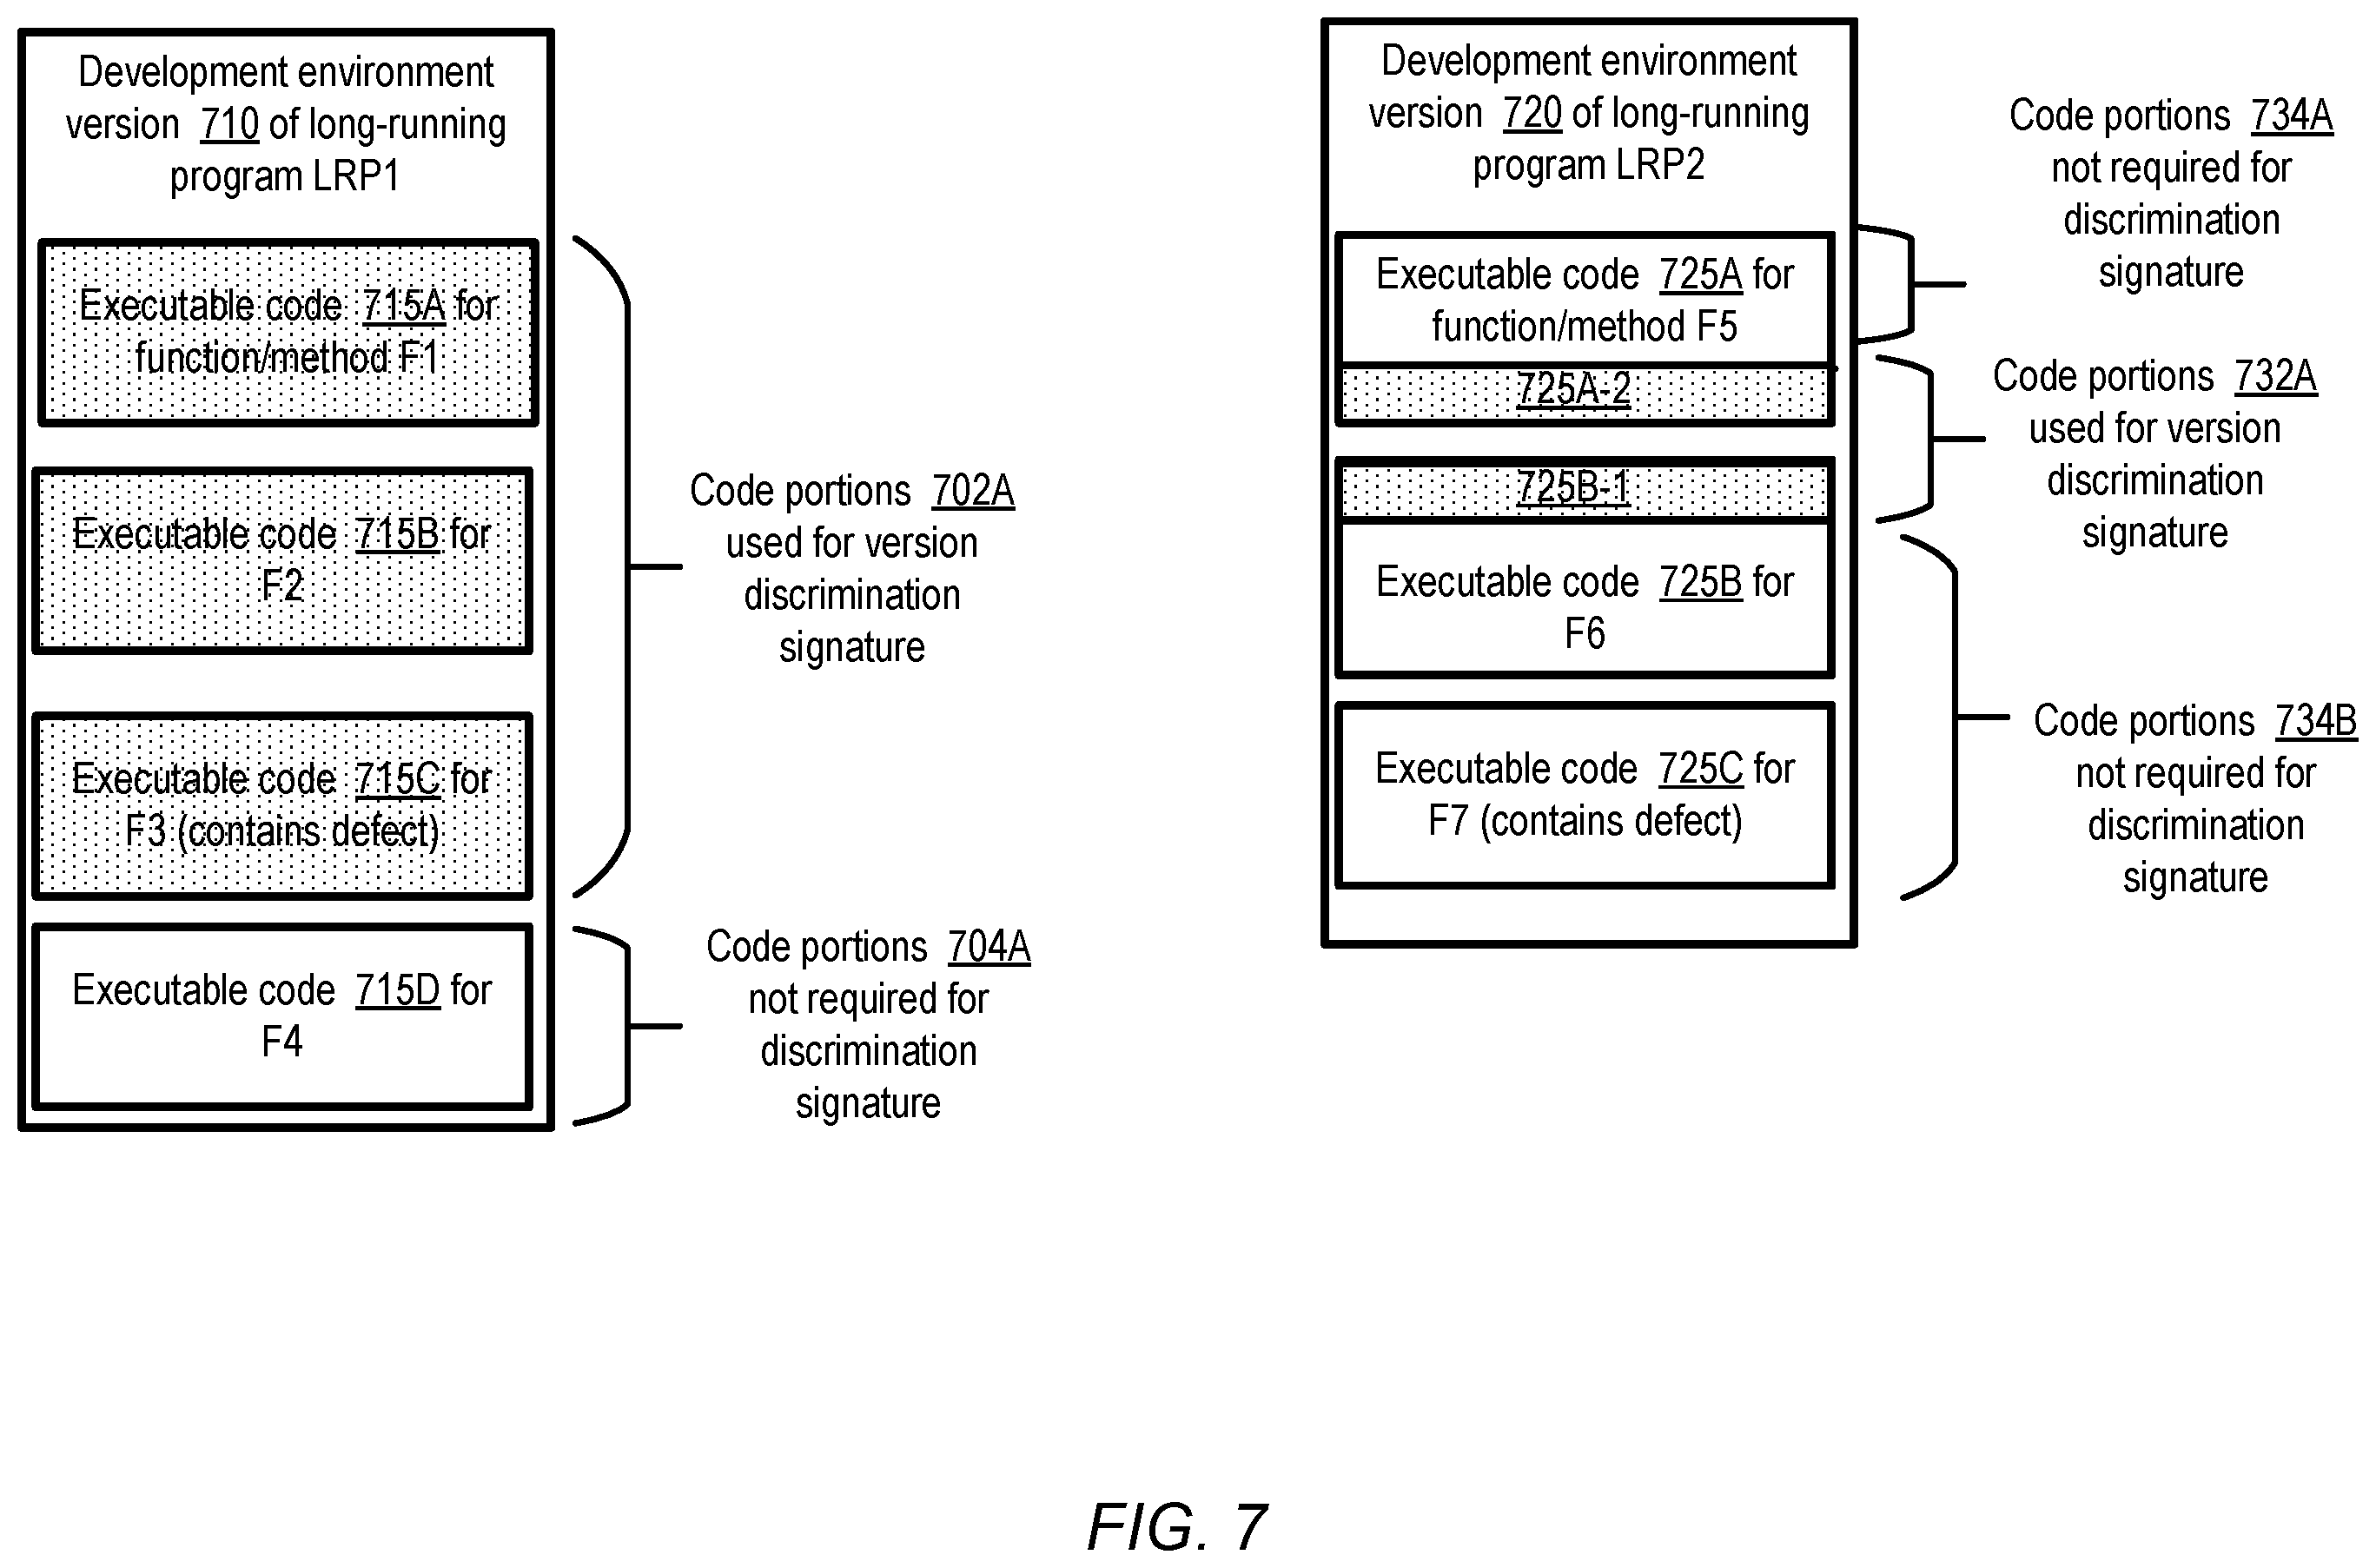 Development environment
version 710 of long-running
program LRP1
Executable code 715A for
function/method F1
Executable code 715B for
F2
Executable code 715C for
F3 (contains defect)
Executable code 715D for
F4
Code portions 702A
used for version
discrimination
signature
Code portions 704A
not required for
discrimination
signature
Development environment
version 720 of long-running
program LRP2
Executable code 725A for
function/method F5
725A-2
725B-1
Executable code 725B for
F6
Executable code 725C for
F7 (contains defect)
Code portions 734A
not required for
discrimination
signature
Code portions 732A
used for version
discrimination
signature
Code portions 734B
not required for
discrimination
signature
FIG. 7